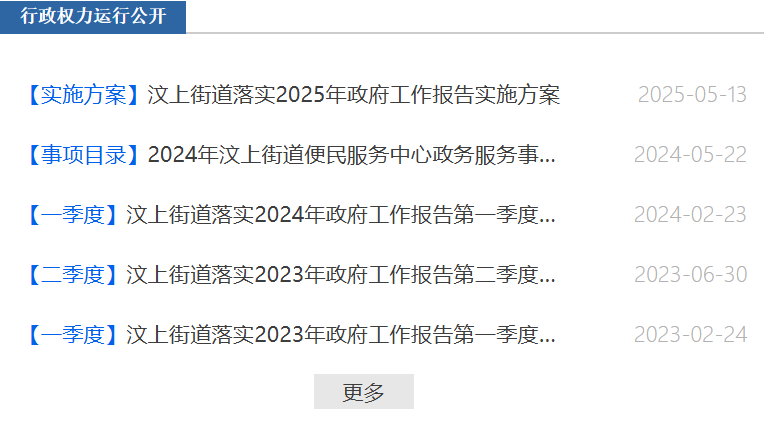 行政权力运行公开
【实施方案】汶上街道落实2025年政府工作报告实施方案 2025-05-13
【事项目录】2024年汶上街道便民服务中心政务服务事... 2024-05-22
【一季度】汶上街道落实2024年政府工作报告第一季度... 2024-02-23
【二季度】汶上街道落实2023年政府工作报告第二季度... 2023-06-30
【一季度】汶上街道落实2023年政府工作报告第一季度... 2023-02-24
更多